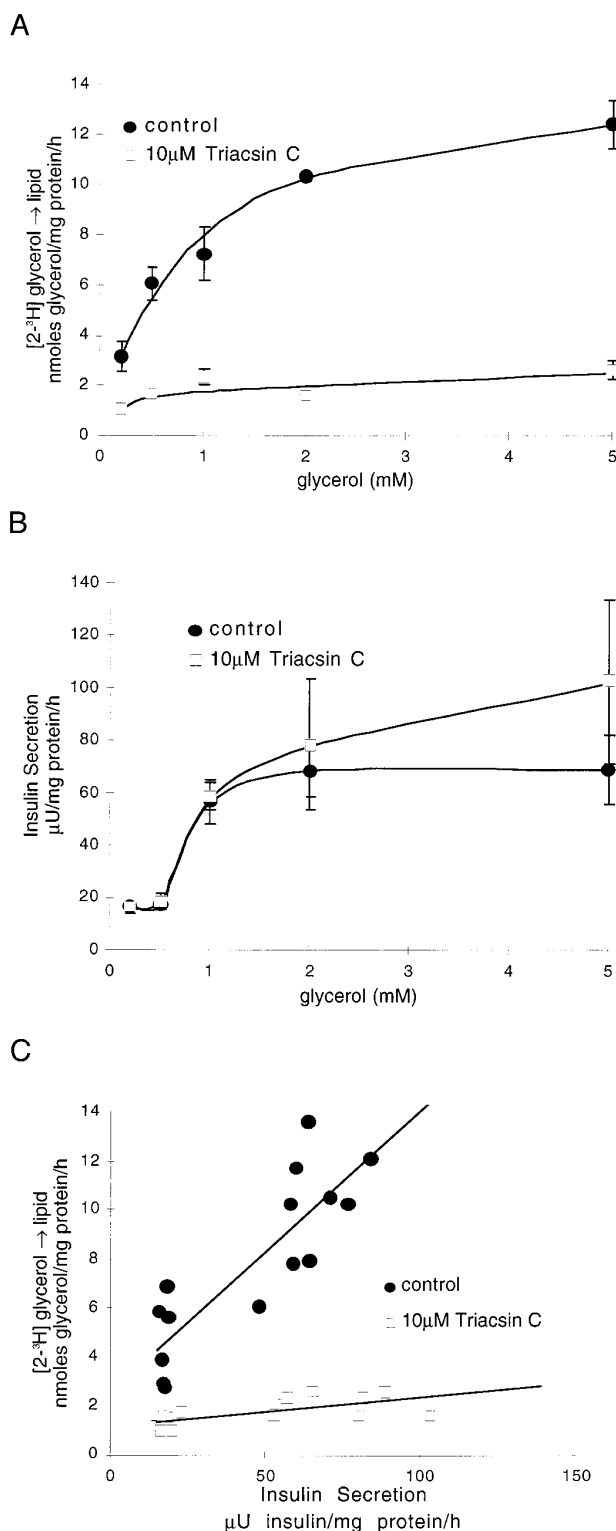 A
[2-³H] glycerol → lipid
nmoles glycerol/mg protein/h
14
12
10
8
6
4
2
0
control
10µM Triacsin C
0
1
2
3
4
5
glycerol (mM)
B
Insulin Secretion
µU/mg protein/h
140
120
100
80
60
40
20
0
control
10µM Triacsin C
0
1
2
3
4
5
glycerol (mM)
C
[2-³H] glycerol → lipid
nmoles glycerol/mg protein/h
14
12
10
8
6
4
2
0
control
10µM Triacsin C
0
50
100
150
Insulin Secretion
µU insulin/mg protein/h